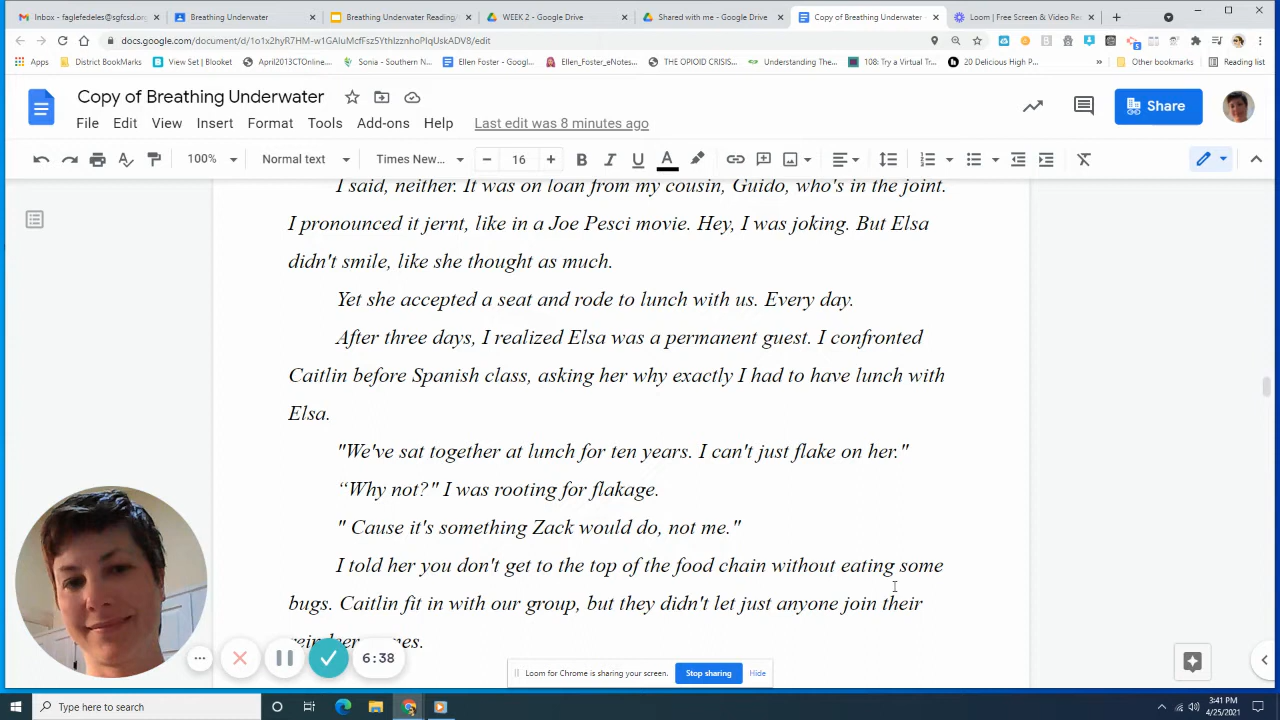 Inbox - faglefedeles@sgfcsd.org
Breathing Underwater
Breathing Underwater Reading/
WEEK 2 - Google Drive
Shared with me - Google Drive
Copy of Breathing Underwater -
Loom | Free Screen & Video Re
docs.google.com/document/d/1o1x2hyR7HM-w1GAluMcfFsz5YthIzznhoPIqUskADV8/edit
Apps
District BookMarks
View Set | Blooket
April2013CTOnline...
Sonia - Southern N...
Ellen Foster - Goog...
Ellen_Foster_eNotes...
THE OPIOID CRISIS...
Understanding The...
108: Try a Virtual Tr...
20 Delicious High P...
Other bookmarks
Reading list
Copy of Breathing Underwater
File Edit View Insert Format Tools Add-ons Help Last edit was 8 minutes ago
Share
100% Normal text Times New... 16
I said, neither. It was on loan from my cousin, Guido, who's in the joint.
I pronounced it jernt, like in a Joe Pesci movie. Hey, I was joking. But Elsa
didn't smile, like she thought as much.
Yet she accepted a seat and rode to lunch with us. Every day.
After three days, I realized Elsa was a permanent guest. I confronted
Caitlin before Spanish class, asking her why exactly I had to have lunch with
Elsa.
"We've sat together at lunch for ten years. I can't just flake on her."
“Why not?" I was rooting for flakage.
" Cause it's something Zack would do, not me."
I told her you don't get to the top of the food chain without eating some
bugs. Caitlin fit in with our group, but they didn't let just anyone join their
6:38
Loom for Chrome is sharing your screen.
Stop sharing
Hide
Type here to search
3:41 PM
4/25/2021